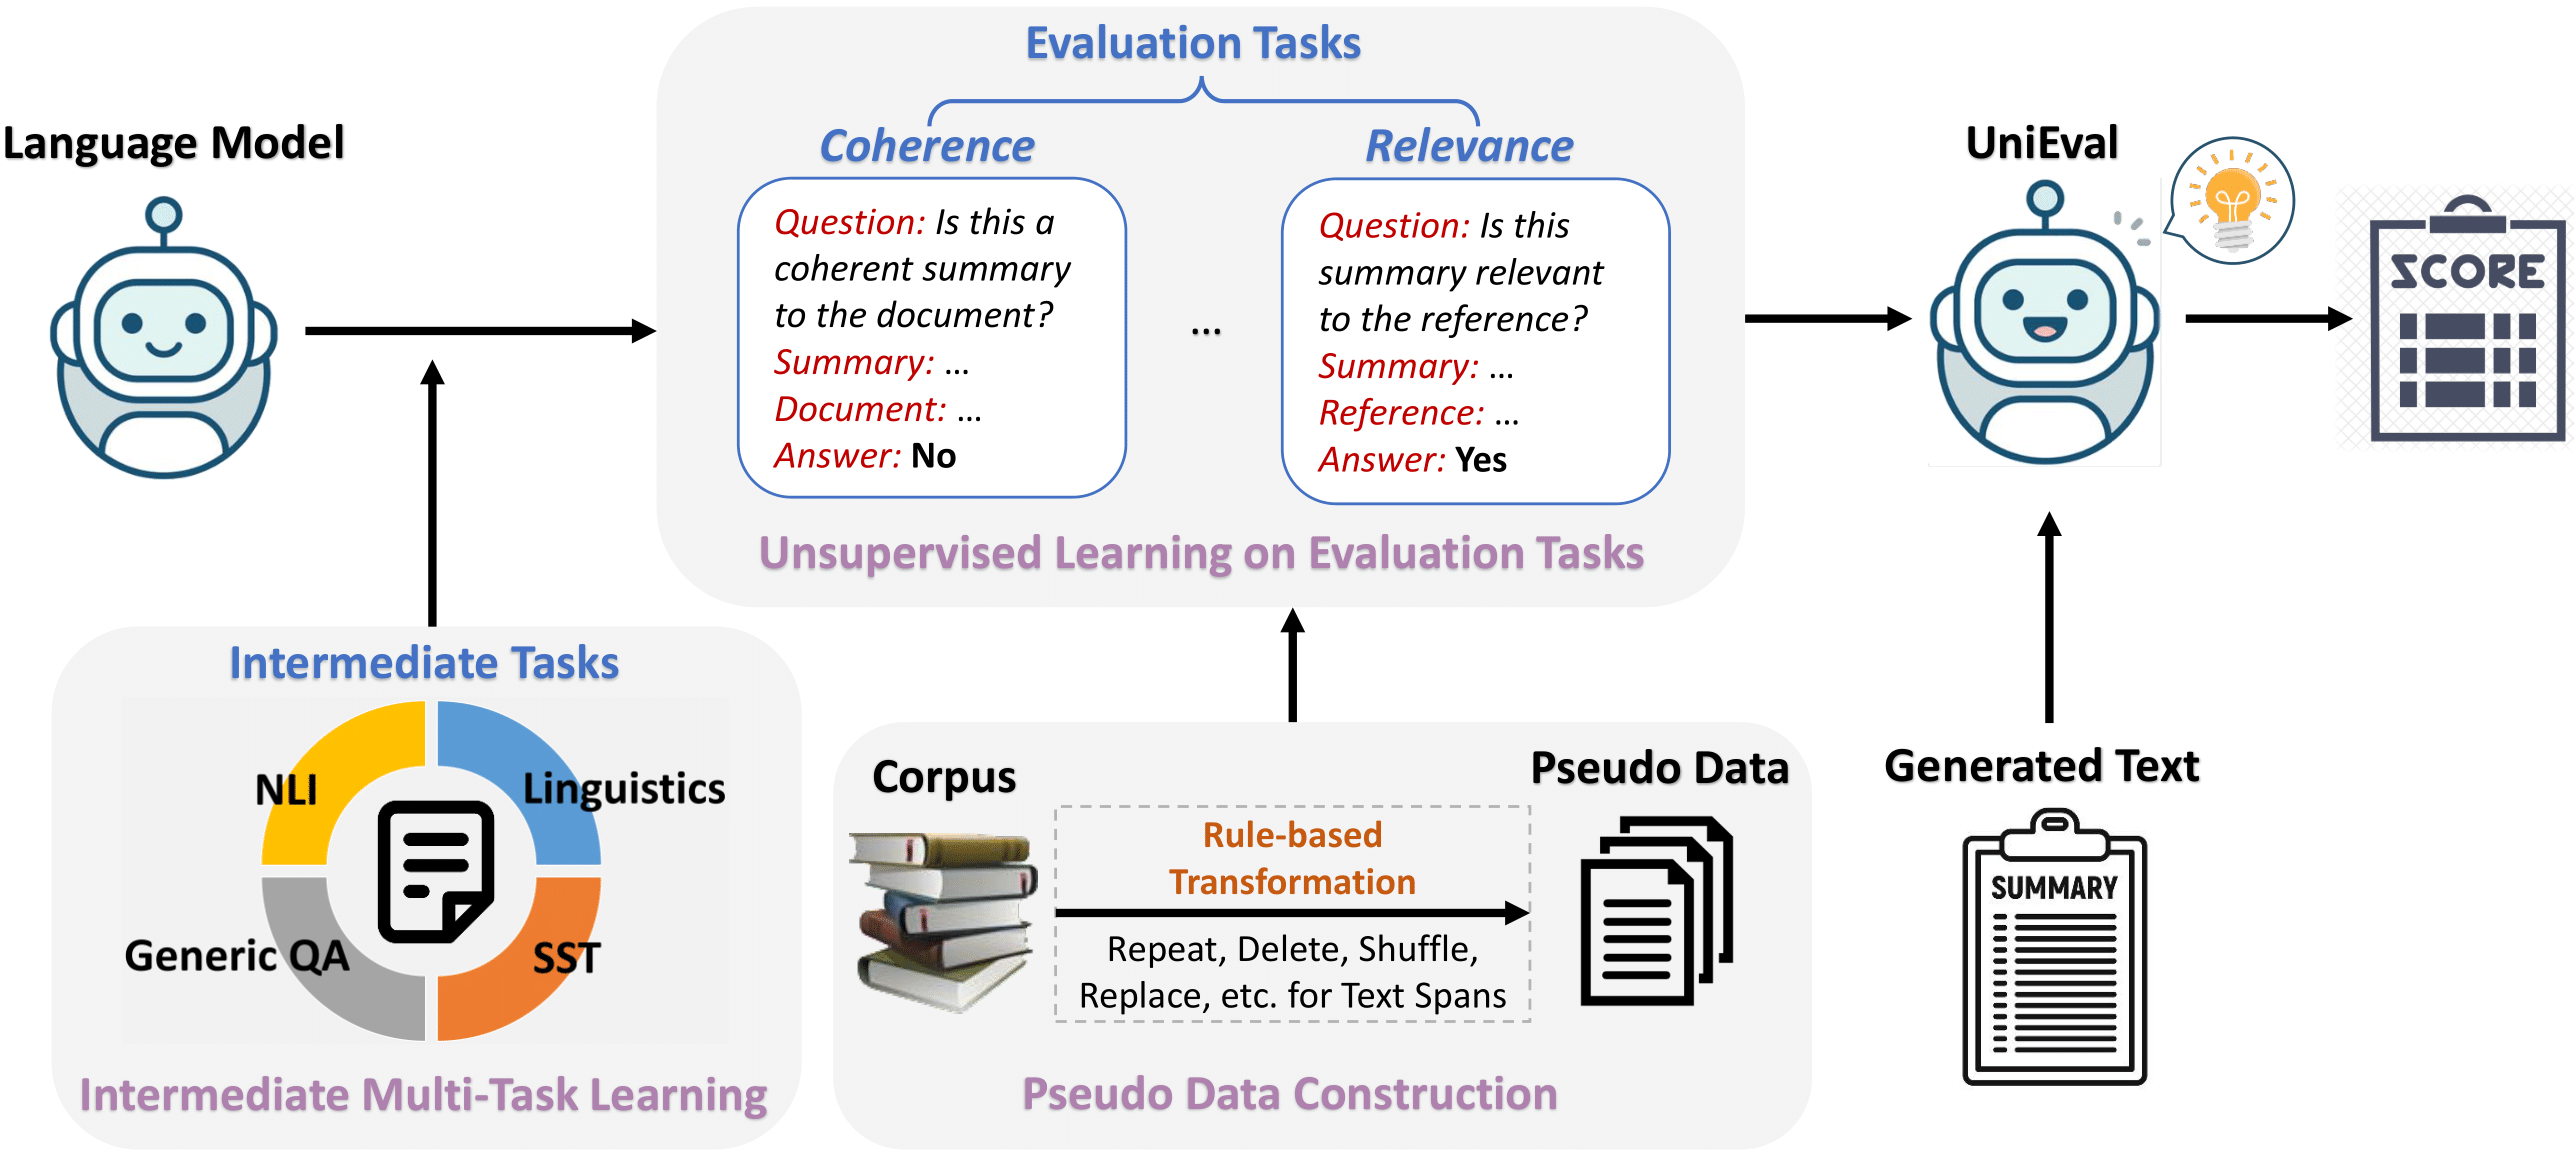 Evaluation Tasks
Language Model
Coherence
Relevance
UniEval
Question: Is this a
coherent summary
to the document?
Summary: ...
Document: ...
Answer: No
...
Question: Is this
summary relevant
to the reference?
Summary: ...
Reference: ...
Answer: Yes
SCORE
Unsupervised Learning on Evaluation Tasks
Intermediate Tasks
NLI
Linguistics
Generic QA
SST
Intermediate Multi-Task Learning
Corpus
Pseudo Data
Rule-based
Transformation
Repeat, Delete, Shuffle,
Replace, etc. for Text Spans
Pseudo Data Construction
Generated Text
SUMMARY